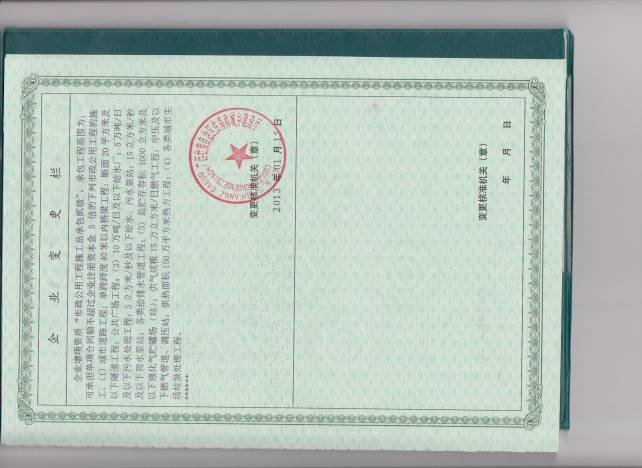 企业变更栏
企业增项资质“市政公用工程施工总承包贰级”，承包工程范围为：
可承担单项合同额不超过企业注册资本金 5 倍的下列市政公用工程的施
工：(1)城市道路工程；单跨跨度40米以内桥梁工程；断面20平方米及
以下隧道工程；公共广场工程；(2)10万吨/日及以下给水厂；5万吨/日
及以下污水处理工程；3立方米/秒及以下给水、污水泵站；15立方米/秒
及以下雨水泵站；各类给排水管道工程；(3)总贮存容积 1000 立方米及
以下液化气贮罐场（站）；供气规模 15 万立方米/日燃气工程；中压及以
下燃气管道、调压站；供热面积150万平方米热力工程；(4)各类城市生
活垃圾处理工程。
******
变更核准机关（章）
2013 年 01 月 15 日
变更核准机关（章）
年 月 日